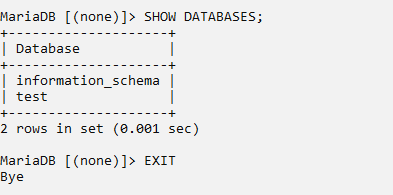 MariaDB [(none)]> SHOW DATABASES;
+--------------------+
| Database           |
+--------------------+
| information_schema |
| test               |
+--------------------+
2 rows in set (0.001 sec)

MariaDB [(none)]> EXIT
Bye